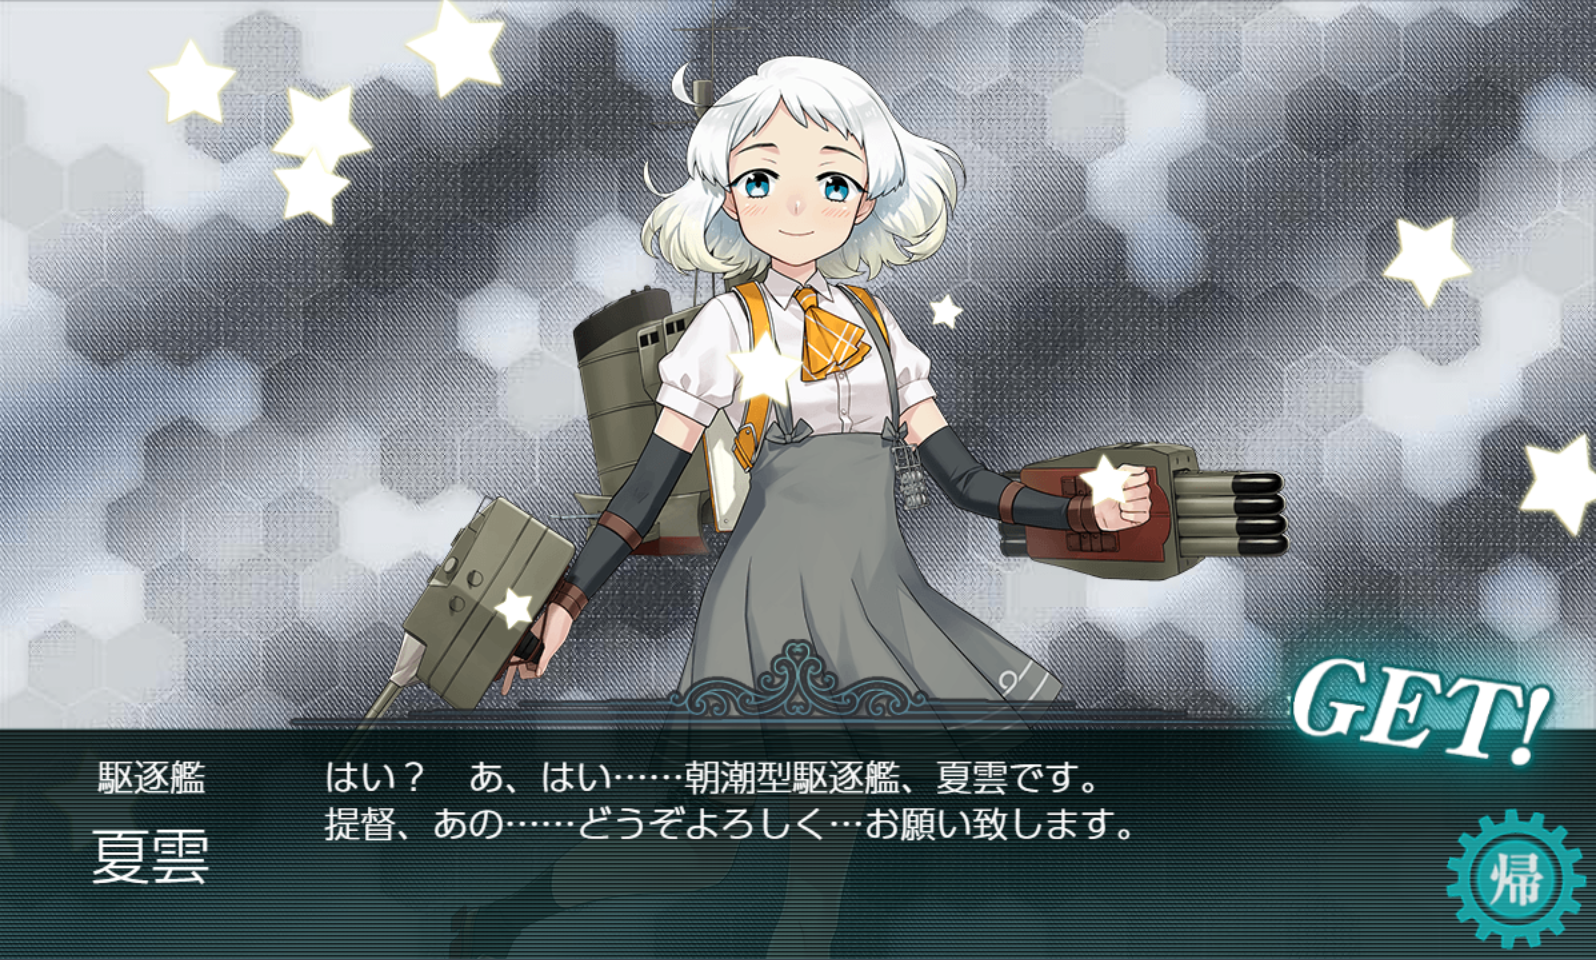 GET!
駆逐艦
夏雲
はい？　あ、はい……朝潮型駆逐艦、夏雲です。
提督、あの……どうぞよろしく…お願い致します。
帰